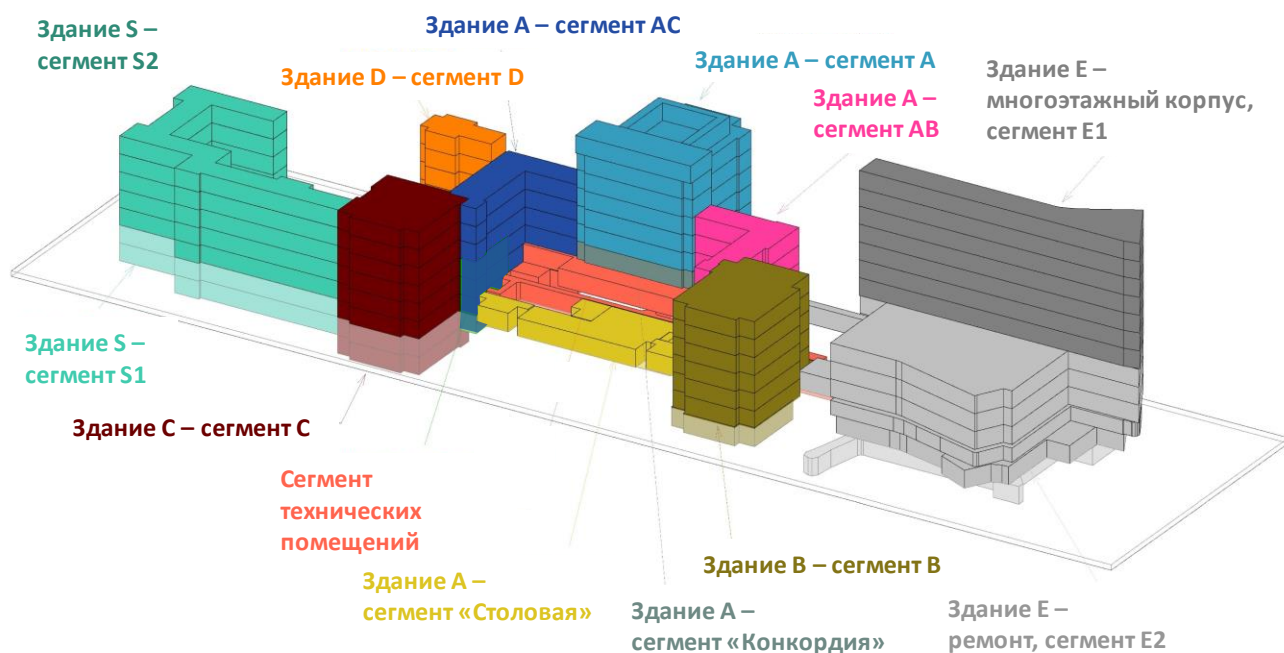 Здание S –
сегмент S2
Здание A – сегмент AC
Здание D – сегмент D
Здание A – сегмент A
Здание A –
сегмент AB
Здание E –
многоэтажный корпус,
сегмент E1
Здание S –
сегмент S1
Здание C – сегмент C
Сегмент
технических
помещений
Здание A –
сегмент «Столовая»
Здание B – сегмент B
Здание A –
сегмент «Конкордия»
Здание E –
ремонт, сегмент E2